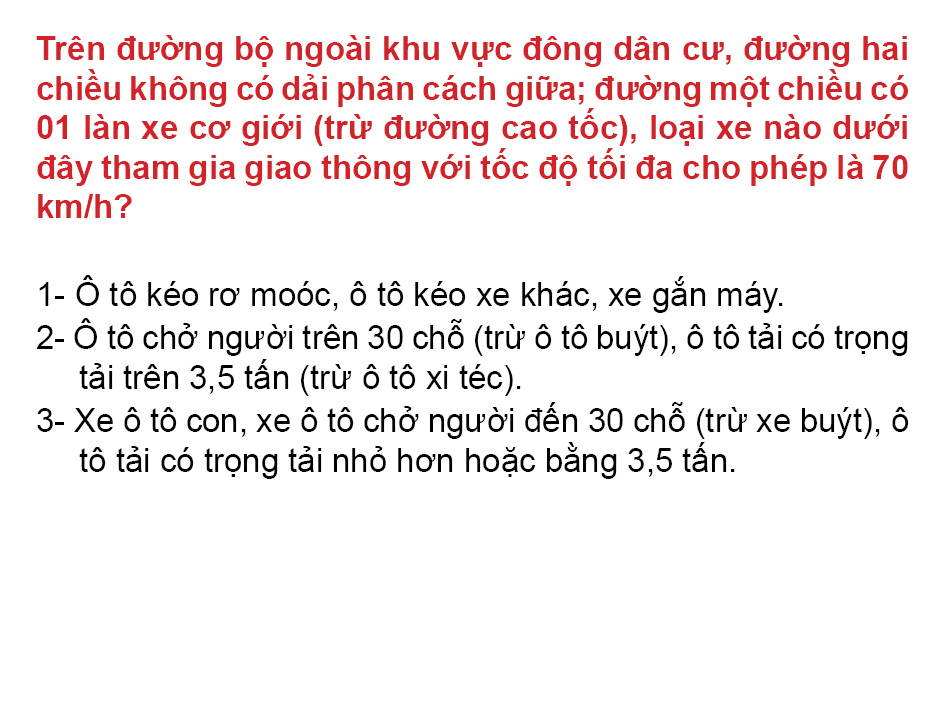 Trên đường bộ ngoài khu vực đông dân cư, đường hai
chiều không có dải phân cách giữa; đường một chiều có
01 làn xe cơ giới (trừ đường cao tốc), loại xe nào dưới
đây tham gia giao thông với tốc độ tối đa cho phép là 70
km/h?
1- Ô tô kéo rơ moóc, ô tô kéo xe khác, xe gắn máy.
2- Ô tô chở người trên 30 chỗ (trừ ô tô buýt), ô tô tải có trọng
tải trên 3,5 tấn (trừ ô tô xi téc).
3- Xe ô tô con, xe ô tô chở người đến 30 chỗ (trừ xe buýt), ô
tô tải có trọng tải nhỏ hơn hoặc bằng 3,5 tấn.